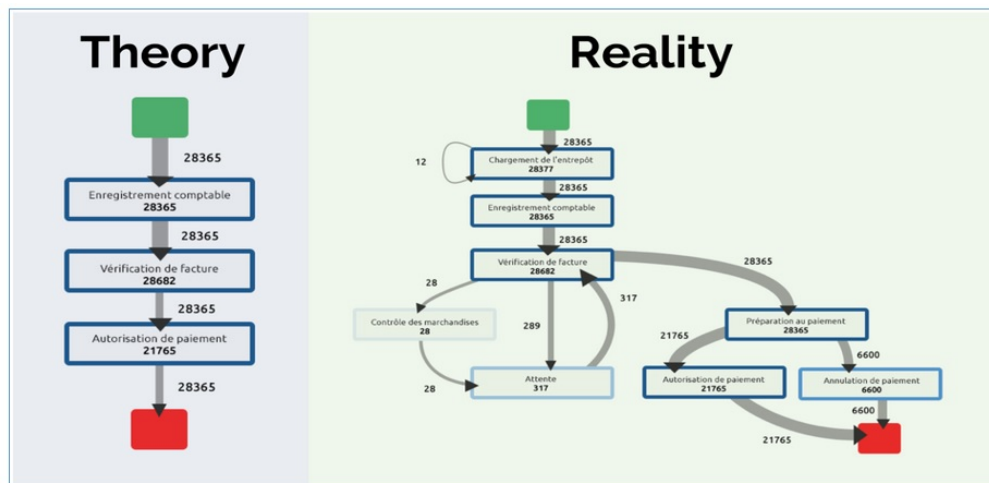 Theory
28365
Enregistrement comptable
28365
28365
Vérification de facture
28682
28365
Autorisation de paiement
21765
28365
Reality
28365
12
Chargement de l'entrepôt
28377
28365
Enregistrement comptable
28365
28365
Vérification de facture
28682
28365
28
317
289
Contrôle des marchandises
28
Préparation au paiement
28365
21765
6600
28
Attente
317
Autorisation de paiement
21765
Annulation de paiement
6600
6600
21765